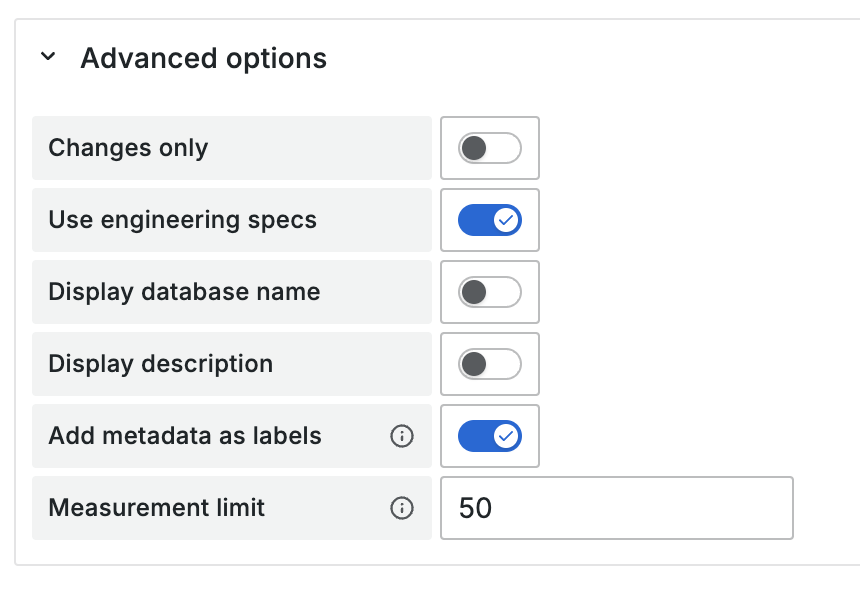 Advanced options
Changes only
Use engineering specs
Display database name
Display description
Add metadata as labels
Measurement limit 50